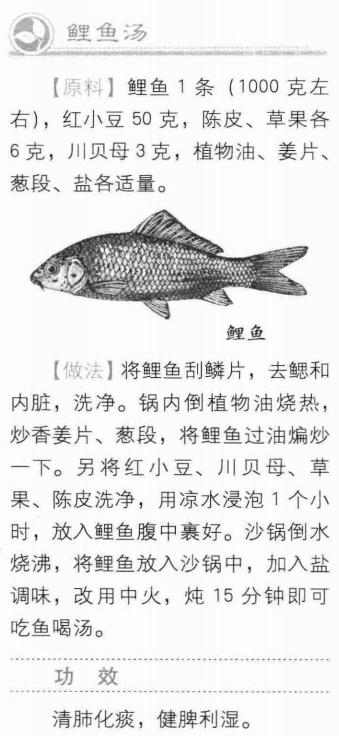 鲤鱼汤
【原料】鲤鱼 1 条（1000 克左
右），红小豆 50 克，陈皮、草果各
6 克，川贝母 3 克，植物油、姜片、
葱段、盐各适量。
鲤鱼
【做法】将鲤鱼刮鳞片，去鳃和
内脏，洗净。锅内倒植物油烧热，
炒香姜片、葱段，将鲤鱼过油煸炒
一下。另将红小豆、川贝母、草
果、陈皮洗净，用凉水浸泡 1 个小
时，放入鲤鱼腹中裹好。沙锅倒水
烧沸，将鲤鱼放入沙锅中，加入盐
调味，改用中火，炖 15 分钟即可
吃鱼喝汤。
功 效
清肺化痰，健脾利湿。